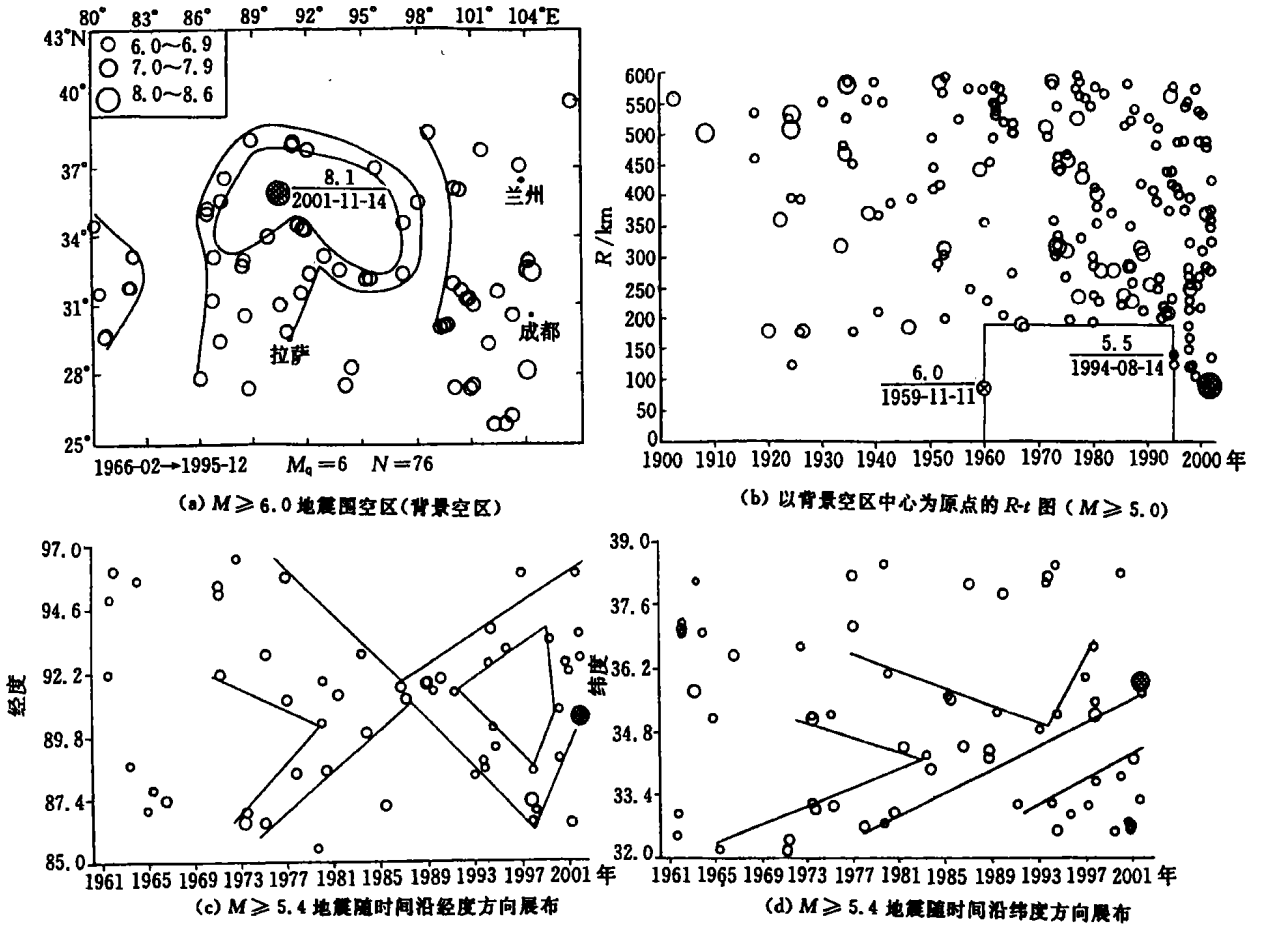 80° 83° 86° 89° 92° 95° 98° 101° 104°E
43°N
40°
37°
34°
31°
28°
25°
6.0～6.9
7.0～7.9
8.0～8.6
8.1
2001-11-14
兰州
成都
拉萨
1966-02→1995-12 Mq=6 N=76
(a) M≥6.0 地震围空区(背景空区)
R/km
600
550
500
450
400
350
300
250
200
150
100
50
0
6.0
1959-11-11
5.5
1994-08-14
1900 1910 1920 1930 1940 1950 1960 1970 1980 1990 2000 年
(b) 以背景空区中心为原点的 R-t 图 (M≥5.0)
经度
97.0
94.6
92.2
89.8
87.4
85.0
1961 1965 1969 1973 1977 1981 1985 1989 1993 1997 2001 年
(c) M≥5.4 地震随时间沿经度方向展布
纬度
39.0
37.6
36.2
34.8
33.4
32.0
1961 1965 1969 1973 1977 1981 1985 1989 1993 1997 2001 年
(d) M≥5.4 地震随时间沿纬度方向展布